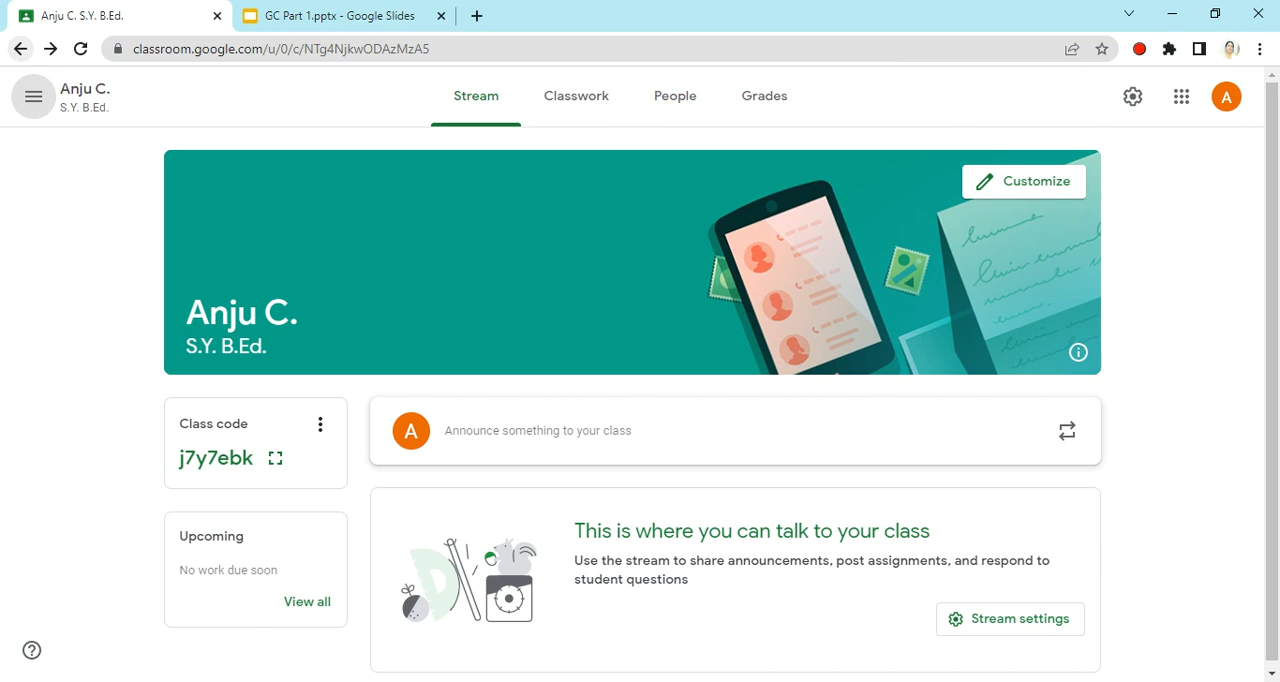 Anju C. S.Y. B.Ed.
GC Part 1.pptx - Google Slides
classroom.google.com/u/0/c/NTg4NjkwODAzMzA5
Anju C.
S.Y. B.Ed.
Stream
Classwork
People
Grades
A
Customize
Anju C.
S.Y. B.Ed.
Class code
j7y7ebk
A
Announce something to your class
Upcoming
No work due soon
View all
This is where you can talk to your class
Use the stream to share announcements, post assignments, and respond to
student questions
Stream settings